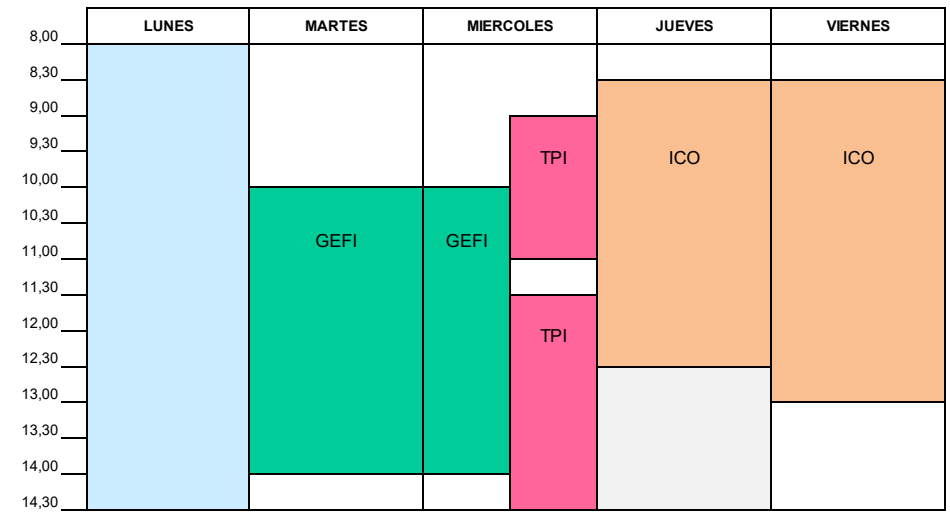 LUNES MARTES MIERCOLES JUEVES VIERNES
8,00
8,30
9,00
9,30 TPI ICO ICO
10,00
10,30 GEFI GEFI
11,00
11,30
12,00 TPI
12,30
13,00
13,30
14,00
14,30